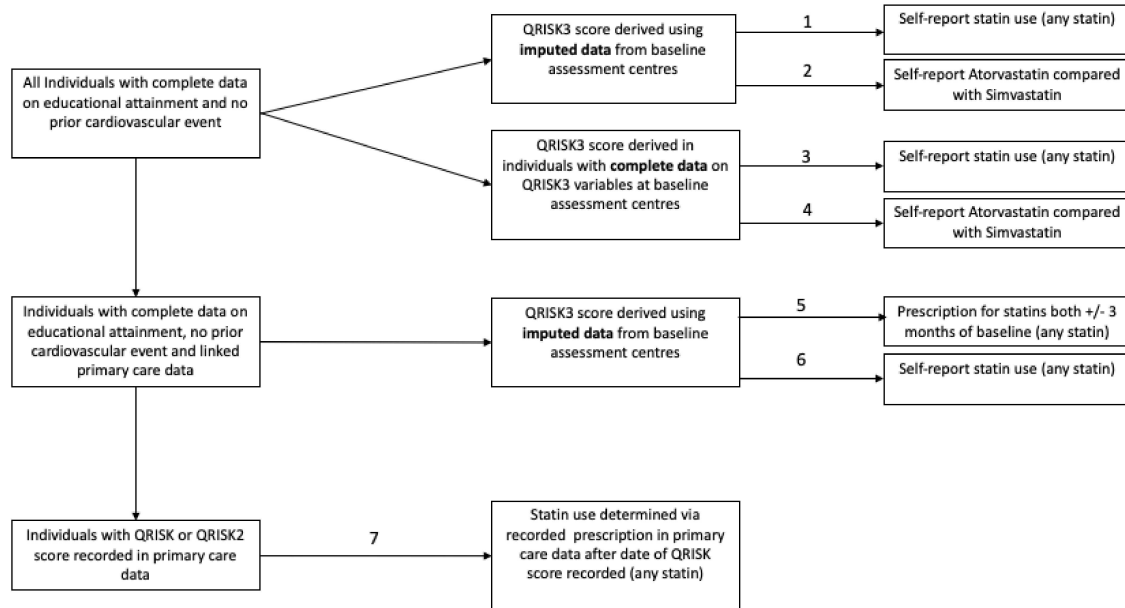 All Individuals with complete data
on educational attainment and no
prior cardiovascular event
QRISK3 score derived using
imputed data from baseline
assessment centres
1
Self-report statin use (any statin)
2
Self-report Atorvastatin compared
with Simvastatin
QRISK3 score derived in
individuals with complete data on
QRISK3 variables at baseline
assessment centres
3
Self-report statin use (any statin)
4
Self-report Atorvastatin compared
with Simvastatin
Individuals with complete data on
educational attainment, no prior
cardiovascular event and linked
primary care data
QRISK3 score derived using
imputed data from baseline
assessment centres
5
Prescription for statins both +/- 3
months of baseline (any statin)
6
Self-report statin use (any statin)
Individuals with QRISK or QRISK2
score recorded in primary care
data
7
Statin use determined via
recorded prescription in primary
care data after date of QRISK
score recorded (any statin)